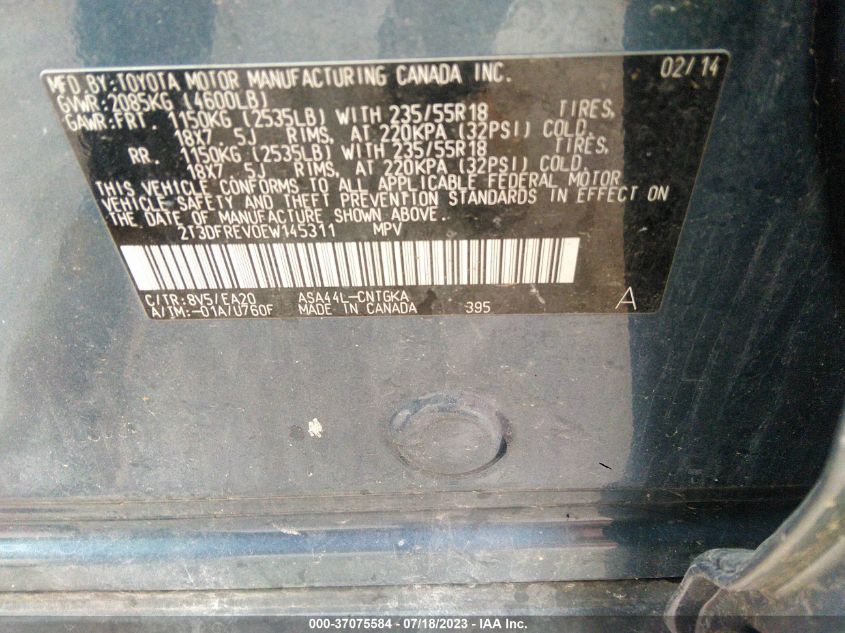 MFD BY: TOYOTA MOTOR MANUFACTURING CANADA INC. 02/14
GVWR: 2085KG (4600LB)
GAWR: FRT. 1150KG (2535LB) WITH 235/55R18 TIRES,
18X7.5J RIMS, AT 220KPA (32PSI) COLD.
RR. 1150KG (2535LB) WITH 235/55R18 TIRES,
18X7.5J RIMS, AT 220KPA (32PSI) COLD.
THIS VEHICLE CONFORMS TO ALL APPLICABLE FEDERAL MOTOR
VEHICLE SAFETY AND THEFT PREVENTION STANDARDS IN EFFECT ON
THE DATE OF MANUFACTURE SHOWN ABOVE.
2T3DFREV0EW145311 MPV
C/TR: 8V5/EA20 ASA44L-CNTGKA A
A/TM: -01A/U760F MADE IN CANADA 395
000-37075584 - 07/18/2023 - IAA Inc.